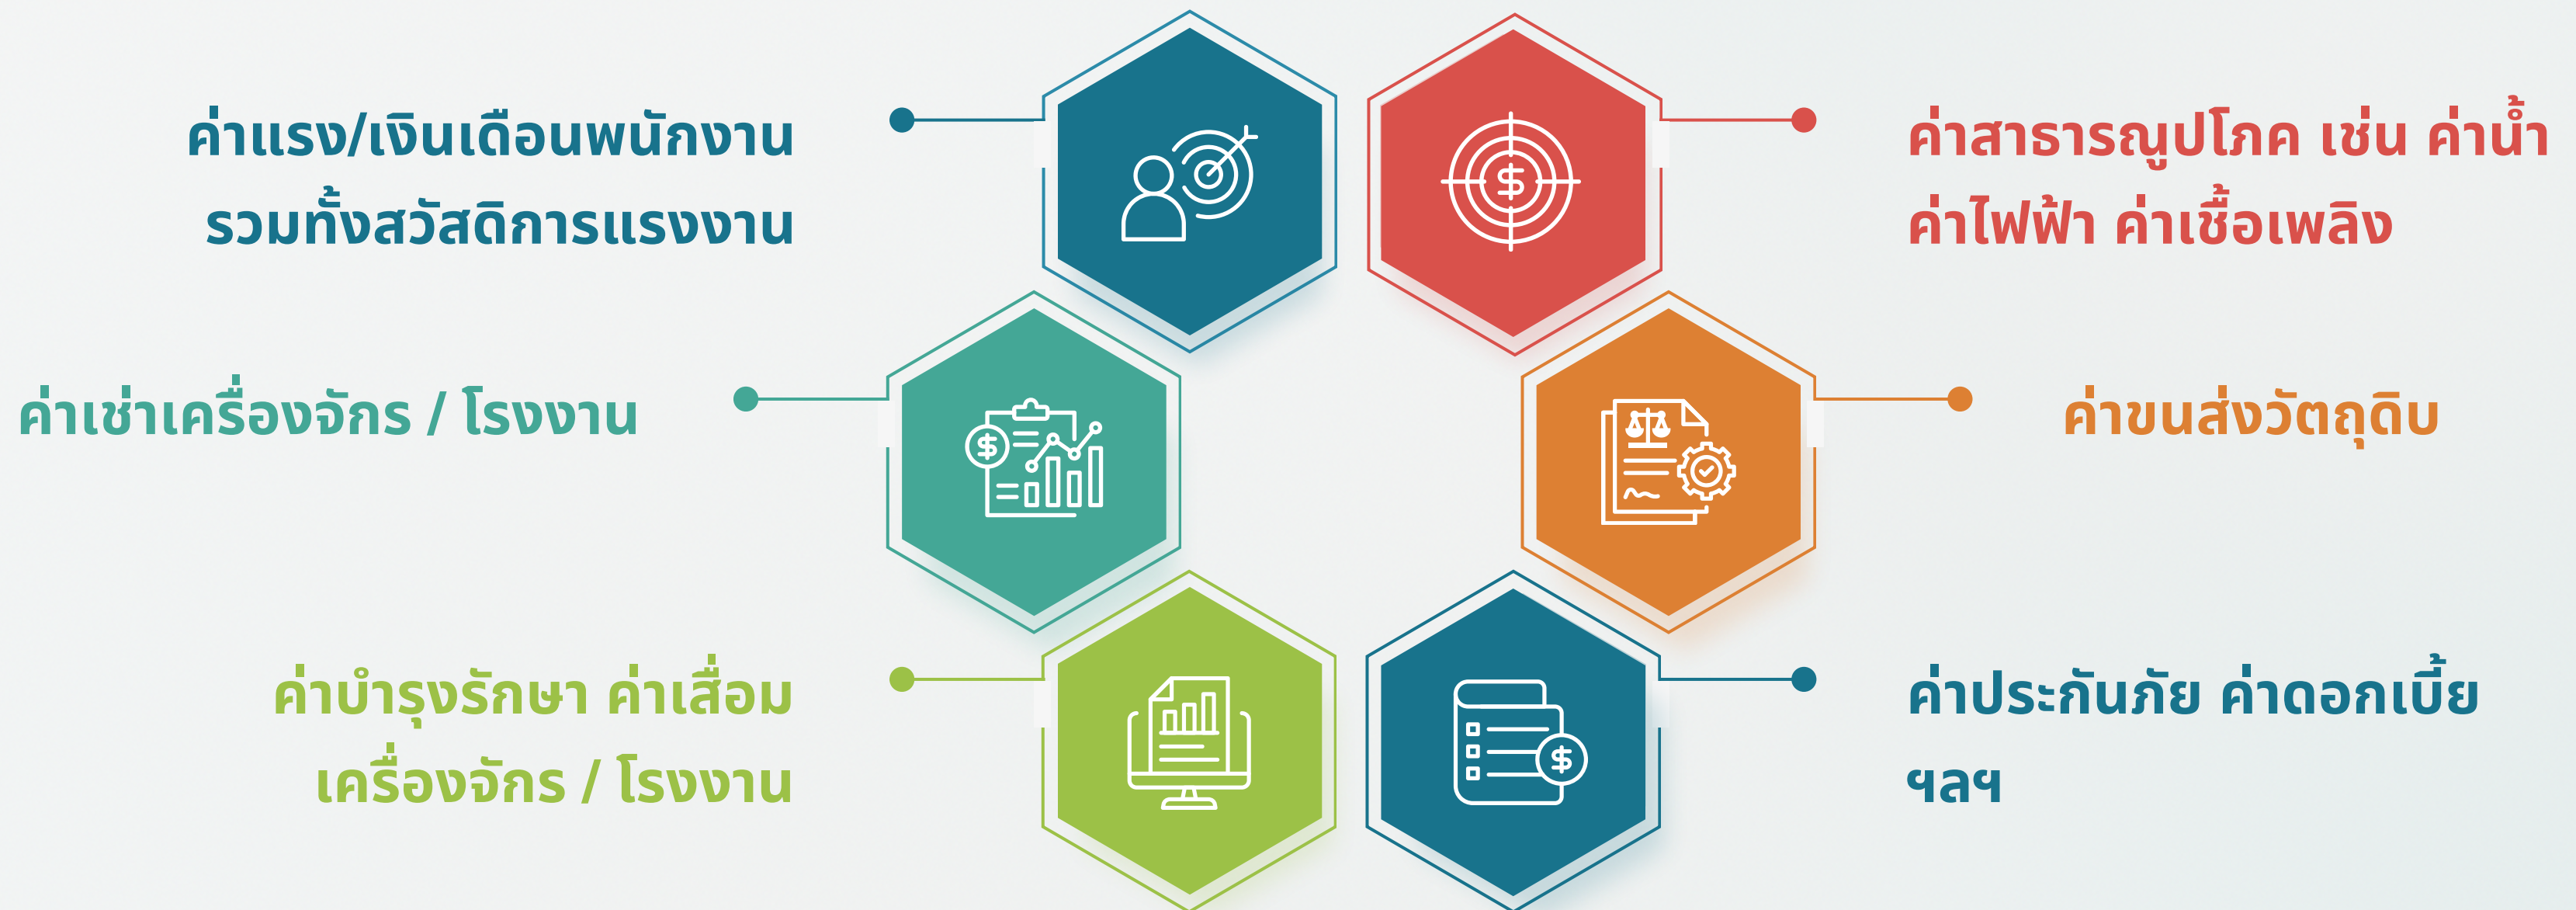 ค่าแรง/เงินเดือนพนักงาน
รวมทั้งสวัสดิการแรงงาน
ค่าสาธารณูปโภค เช่น ค่าน้ำ
ค่าไฟฟ้า ค่าเชื้อเพลิง
ค่าเช่าเครื่องจักร / โรงงาน
ค่าขนส่งวัตถุดิบ
ค่าบำรุงรักษา ค่าเสื่อม
เครื่องจักร / โรงงาน
ค่าประกันภัย ค่าดอกเบี้ย
ฯลฯ